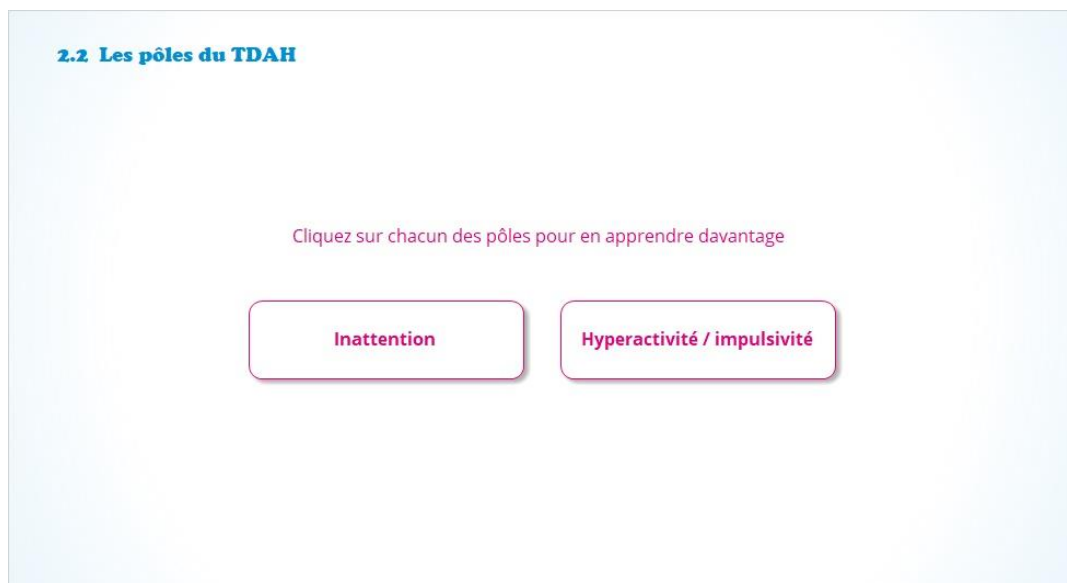 2.2 Les pôles du TDAH
Cliquez sur chacun des pôles pour en apprendre davantage
Inattention
Hyperactivité / impulsivité